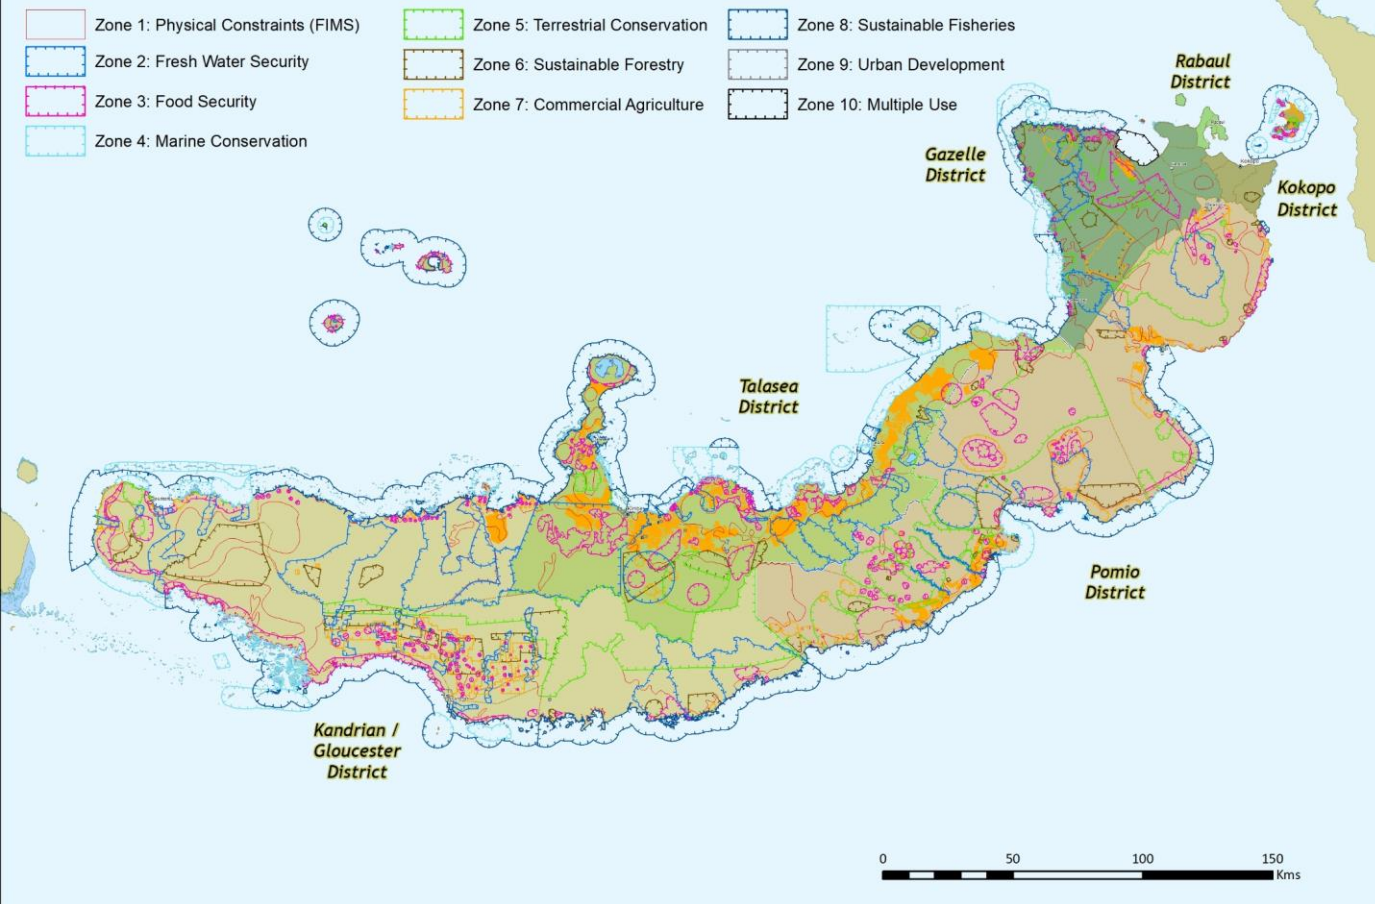 Zone 1: Physical Constraints (FIMS)
Zone 2: Fresh Water Security
Zone 3: Food Security
Zone 4: Marine Conservation
Zone 5: Terrestrial Conservation
Zone 6: Sustainable Forestry
Zone 7: Commercial Agriculture
Zone 8: Sustainable Fisheries
Zone 9: Urban Development
Zone 10: Multiple Use
Rabaul
District
Gazelle
District
Kokopo
District
Talasea
District
Pomio
District
Kandrian /
Gloucester
District
0 50 100 150
Kms